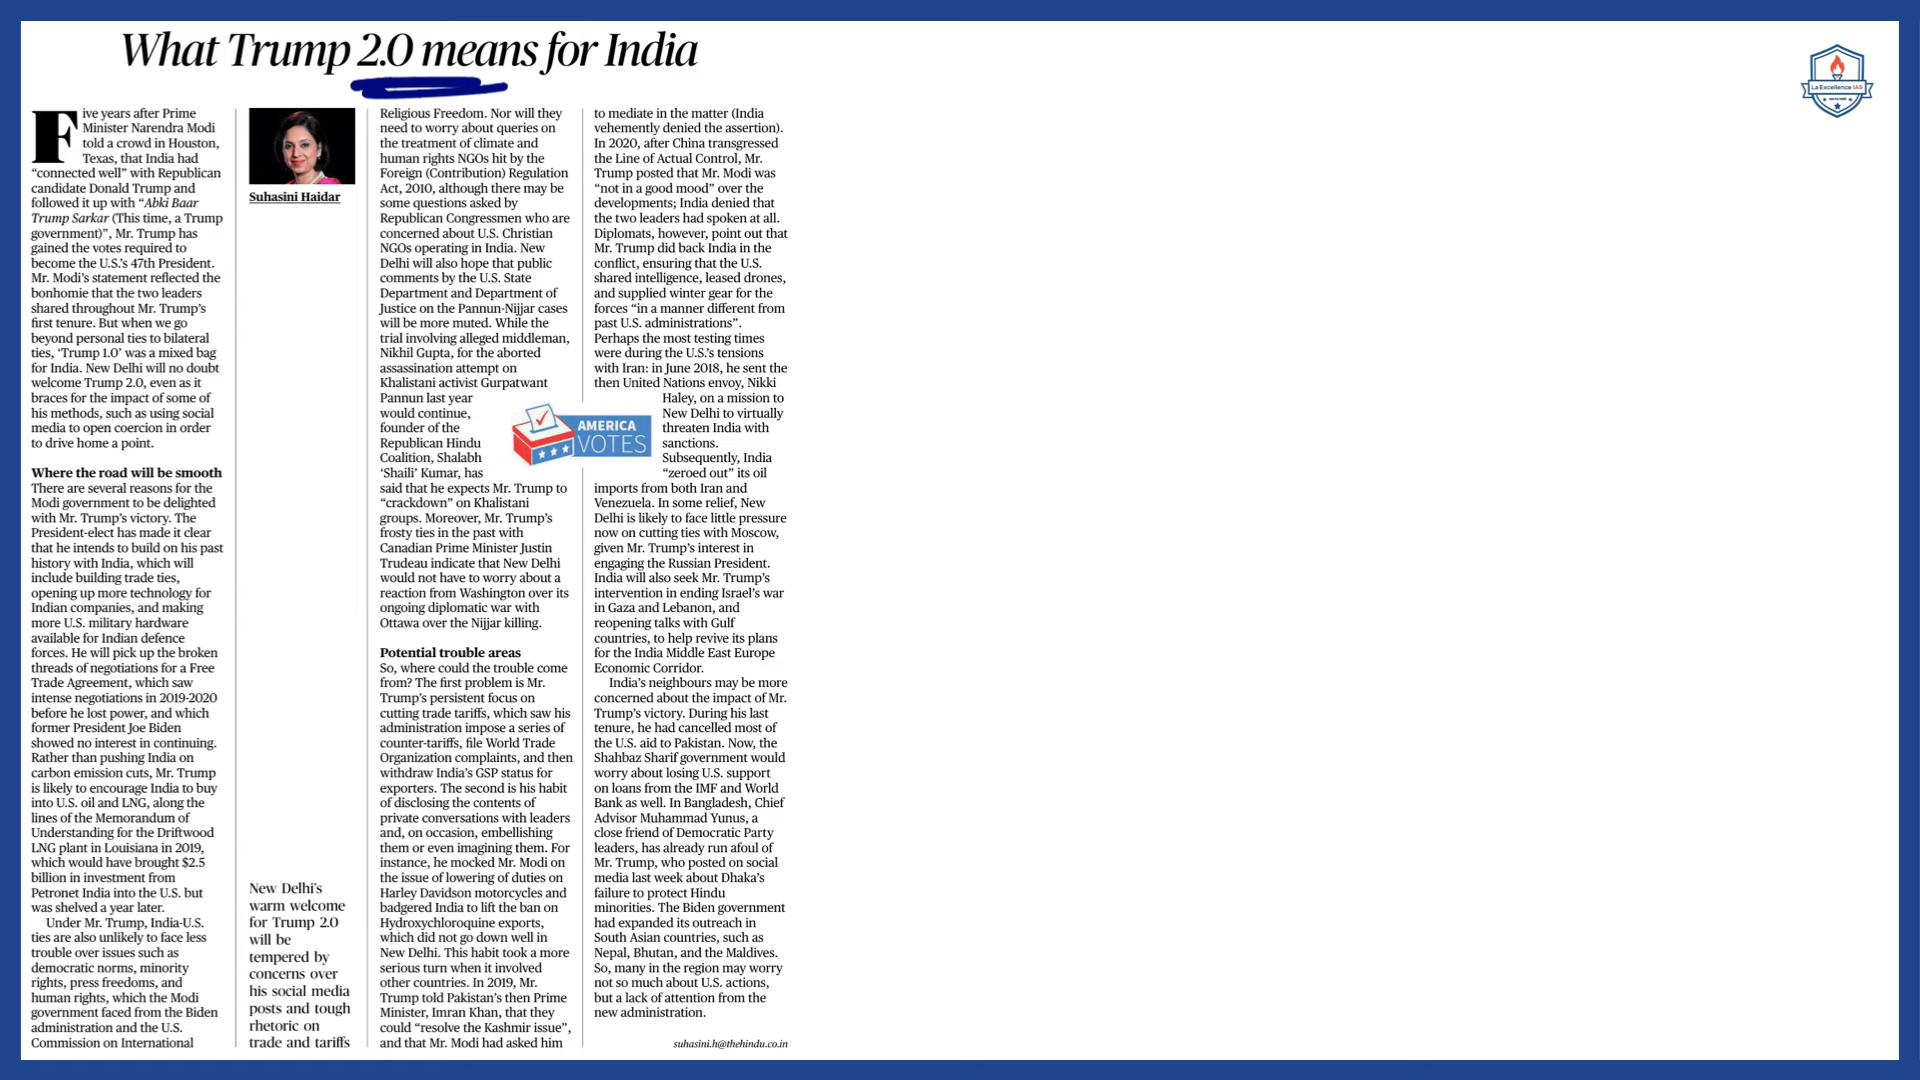 What Trump 2.0 means for India
Five years after Prime
Minister Narendra Modi
told a crowd in Houston,
Texas, that India had
“connected well” with Republican
candidate Donald Trump and
followed it up with “Abki Baar
Trump Sarkar (This time, a Trump
government)”, Mr. Trump has
gained the votes required to
become the U.S.’s 47th President.
Mr. Modi’s statement reflected the
bonhomie that the two leaders
shared throughout Mr. Trump’s
first tenure. But when we go
beyond personal ties to bilateral
ties, ‘Trump 1.0’ was a mixed bag
for India. New Delhi will no doubt
welcome Trump 2.0, even as it
braces for the impact of some of
his methods, such as using social
media to open coercion in order
to drive home a point.
Where the road will be smooth
There are several reasons for the
Modi government to be delighted
with Mr. Trump’s victory. The
President-elect has made it clear
that he intends to build on his past
history with India, which will
include building trade ties,
opening up more technology for
Indian companies, and making
more U.S. military hardware
available for Indian defence
forces. He will pick up the broken
threads of negotiations for a Free
Trade Agreement, which saw
intense negotiations in 2019-2020
before he lost power, and which
former President Joe Biden
showed no interest in continuing.
Rather than pushing India on
carbon emission cuts, Mr. Trump
is likely to encourage India to buy
into U.S. oil and LNG, along the
lines of the Memorandum of
Understanding for the Driftwood
LNG plant in Louisiana in 2019,
which would have brought $2.5
billion in investment from
Petronet India into the U.S. but
was shelved a year later.
Under Mr. Trump, India-U.S.
ties are also unlikely to face less
trouble over issues such as
democratic norms, minority
rights, press freedoms, and
human rights, which the Modi
government faced from the Biden
administration and the U.S.
Commission on International
Suhasini Haidar
New Delhi’s
warm welcome
for Trump 2.0
will be
tempered by
concerns over
his social media
posts and tough
rhetoric on
trade and tariffs
Religious Freedom. Nor will they
need to worry about queries on
the treatment of climate and
human rights NGOs hit by the
Foreign (Contribution) Regulation
Act, 2010, although there may be
some questions asked by
Republican Congressmen who are
concerned about U.S. Christian
NGOs operating in India. New
Delhi will also hope that public
comments by the U.S. State
Department and Department of
Justice on the Pannun-Nijjar cases
will be more muted. While the
trial involving alleged middleman,
Nikhil Gupta, for the aborted
assassination attempt on
Khalistani activist Gurpatwant
Pannun last year
would continue,
founder of the
Republican Hindu
Coalition, Shalabh
‘Shaili’ Kumar, has
said that he expects Mr. Trump to
“crackdown” on Khalistani
groups. Moreover, Mr. Trump’s
frosty ties in the past with
Canadian Prime Minister Justin
Trudeau indicate that New Delhi
would not have to worry about a
reaction from Washington over its
ongoing diplomatic war with
Ottawa over the Nijjar killing.
Potential trouble areas
So, where could the trouble come
from? The first problem is Mr.
Trump’s persistent focus on
cutting trade tariffs, which saw his
administration impose a series of
counter-tariffs, file World Trade
Organization complaints, and then
withdraw India’s GSP status for
exporters. The second is his habit
of disclosing the contents of
private conversations with leaders
and, on occasion, embellishing
them or even imagining them. For
instance, he mocked Mr. Modi on
the issue of lowering of duties on
Harley Davidson motorcycles and
badgered India to lift the ban on
Hydroxychloroquine exports,
which did not go down well in
New Delhi. This habit took a more
serious turn when it involved
other countries. In 2019, Mr.
Trump told Pakistan’s then Prime
Minister, Imran Khan, that they
could “resolve the Kashmir issue”,
and that Mr. Modi had asked him
AMERICA
VOTES
to mediate in the matter (India
vehemently denied the assertion).
In 2020, after China transgressed
the Line of Actual Control, Mr.
Trump posted that Mr. Modi was
“not in a good mood” over the
developments; India denied that
the two leaders had spoken at all.
Diplomats, however, point out that
Mr. Trump did back India in the
conflict, ensuring that the U.S.
shared intelligence, leased drones,
and supplied winter gear for the
forces “in a manner different from
past U.S. administrations”.
Perhaps the most testing times
were during the U.S.’s tensions
with Iran: in June 2018, he sent the
then United Nations envoy, Nikki
Haley, on a mission to
New Delhi to virtually
threaten India with
sanctions.
Subsequently, India
“zeroed out” its oil
imports from both Iran and
Venezuela. In some relief, New
Delhi is likely to face little pressure
now on cutting ties with Moscow,
given Mr. Trump’s interest in
engaging the Russian President.
India will also seek Mr. Trump’s
intervention in ending Israel’s war
in Gaza and Lebanon, and
reopening talks with Gulf
countries, to help revive its plans
for the India Middle East Europe
Economic Corridor.
India’s neighbours may be more
concerned about the impact of Mr.
Trump’s victory. During his last
tenure, he had cancelled most of
the U.S. aid to Pakistan. Now, the
Shahbaz Sharif government would
worry about losing U.S. support
on loans from the IMF and World
Bank as well. In Bangladesh, Chief
Advisor Muhammad Yunus, a
close friend of Democratic Party
leaders, has already run afoul of
Mr. Trump, who posted on social
media last week about Dhaka’s
failure to protect Hindu
minorities. The Biden government
had expanded its outreach in
South Asian countries, such as
Nepal, Bhutan, and the Maldives.
So, many in the region may worry
not so much about U.S. actions,
but a lack of attention from the
new administration.
suhasini.h@thehindu.co.in
La Excellence IAS